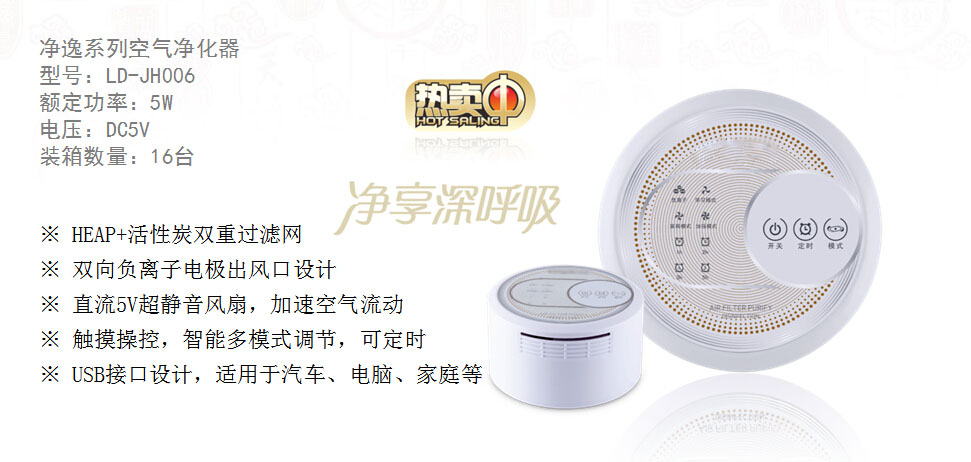 净逸系列空气净化器
型号：LD-JH006
额定功率：5W
电压：DC5V
装箱数量：16台
热卖中
HOT SALING
净享深呼吸
※ HEAP+活性炭双重过滤网
※ 双向负离子电极出风口设计
※ 直流5V超静音风扇，加速空气流动
※ 触摸操控，智能多模式调节，可定时
※ USB接口设计，适用于汽车、电脑、家庭等
负离子
开关 定时 模式
AIR FILTER PURIFY